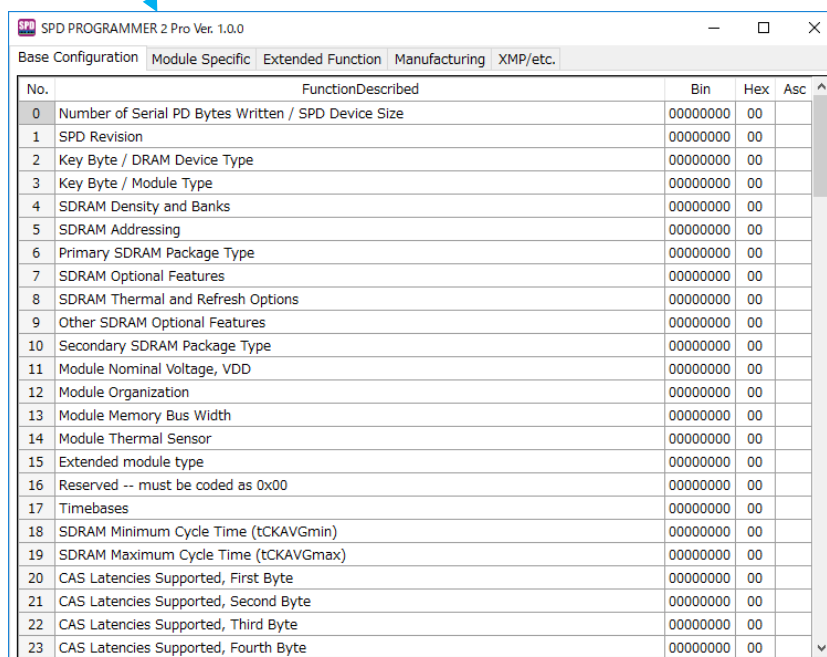 SPD SPD PROGRAMMER 2 Pro Ver. 1.0.0
Base Configuration Module Specific Extended Function Manufacturing XMP/etc.
No. FunctionDescribed Bin Hex Asc
0 Number of Serial PD Bytes Written / SPD Device Size 00000000 00
1 SPD Revision 00000000 00
2 Key Byte / DRAM Device Type 00000000 00
3 Key Byte / Module Type 00000000 00
4 SDRAM Density and Banks 00000000 00
5 SDRAM Addressing 00000000 00
6 Primary SDRAM Package Type 00000000 00
7 SDRAM Optional Features 00000000 00
8 SDRAM Thermal and Refresh Options 00000000 00
9 Other SDRAM Optional Features 00000000 00
10 Secondary SDRAM Package Type 00000000 00
11 Module Nominal Voltage, VDD 00000000 00
12 Module Organization 00000000 00
13 Module Memory Bus Width 00000000 00
14 Module Thermal Sensor 00000000 00
15 Extended module type 00000000 00
16 Reserved -- must be coded as 0x00 00000000 00
17 Timebases 00000000 00
18 SDRAM Minimum Cycle Time (tCKAVGmin) 00000000 00
19 SDRAM Maximum Cycle Time (tCKAVGmax) 00000000 00
20 CAS Latencies Supported, First Byte 00000000 00
21 CAS Latencies Supported, Second Byte 00000000 00
22 CAS Latencies Supported, Third Byte 00000000 00
23 CAS Latencies Supported, Fourth Byte 00000000 00